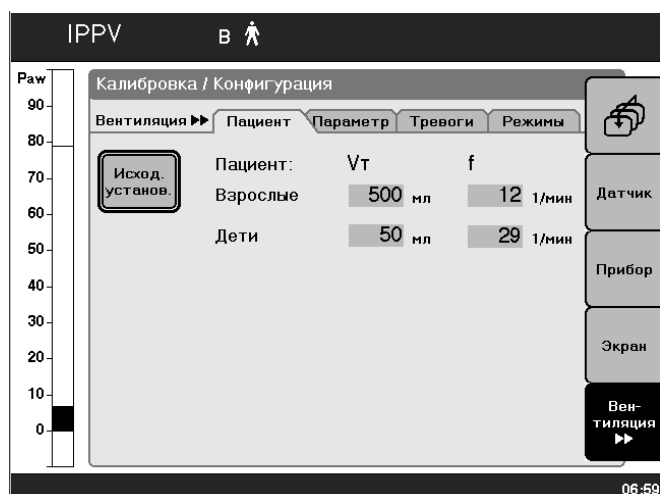 IPPV В
Paw
90
80
70
60
50
40
30
20
10
0
Калибровка / Конфигурация
Вентиляция Пациент Параметр Тревоги Режимы
Исход.
установ.
Пациент: Vт f
Взрослые 500 мл 12 1/мин
Дети 50 мл 29 1/мин
Датчик
Прибор
Экран
Вен-
тиляция
06:59